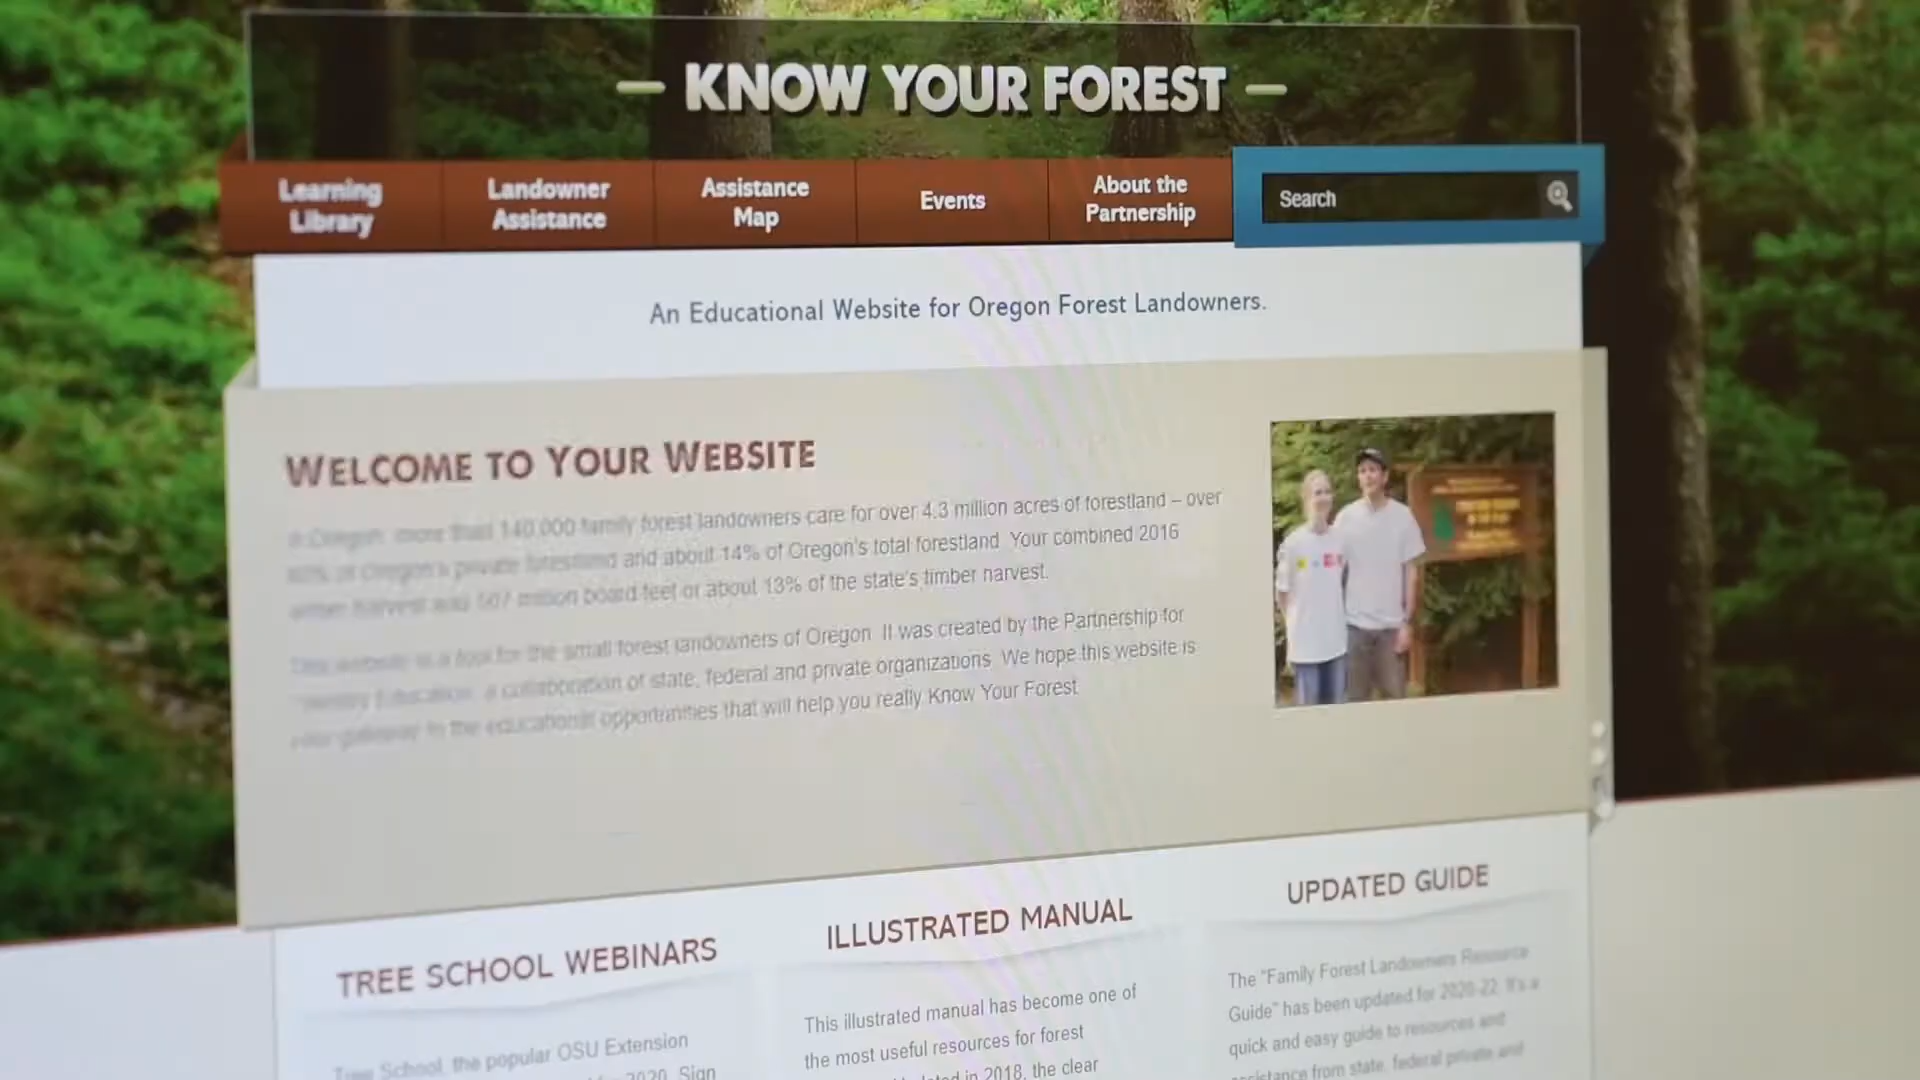 KNOW YOUR FOREST
Learning Library
Landowner Assistance
Assistance Map
Events
About the Partnership
Search
An Educational Website for Oregon Forest Landowners.
WELCOME TO YOUR WEBSITE
Oregon, more than 140,000 family forest landowners care for over 4.3 million acres of forestland – over
of Oregon's private forestland and about 14% of Oregon's total forestland. Your combined 2016
harvest was million board feet or about 13% of the state's timber harvest.
This website is a tool for the small forest landowners of Oregon. It was created by the Partnership for
Forestry Education, a collaboration of state, federal and private organizations. We hope this website is
your gateway to the educational opportunities that will help you really Know Your Forest.
TREE SCHOOL WEBINARS
Tree School, the popular OSU Extension
2020. Sign
ILLUSTRATED MANUAL
This illustrated manual has become one of
the most useful resources for forest
in 2018, the clear
UPDATED GUIDE
The "Family Forest Landowners Resource
Guide" has been updated for 2020-22. It's a
quick and easy guide to resources and
assistance from state, federal private and